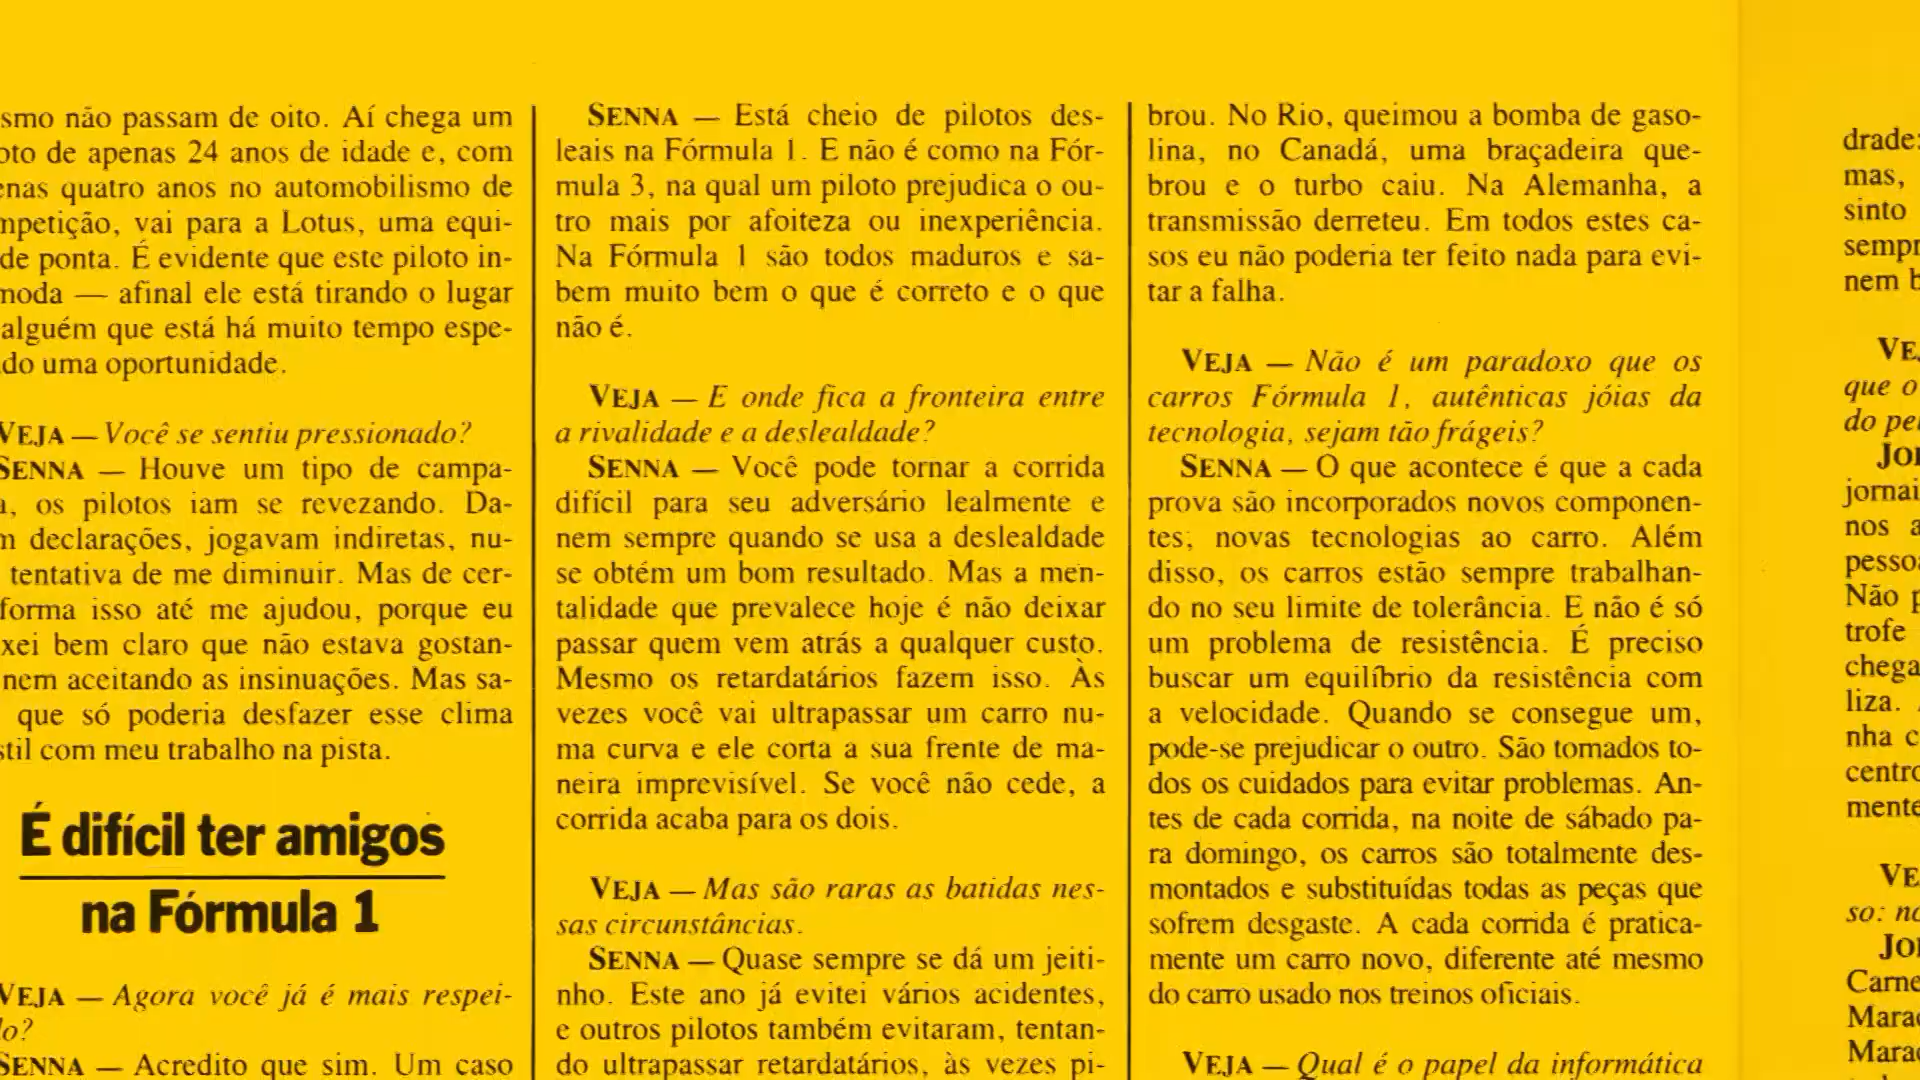 smo não passam de oito. Aí chega um
de apenas 24 anos de idade e, com
quatro anos no automobilismo de
vai para a Lotus, uma equi-
de ponta. É evidente que este piloto in-
— afinal ele está tirando o lugar
alguém que está há muito tempo espe-
uma oportunidade.
VEJA — Você se sentiu pressionado?
SENNA — Houve um tipo de campa-
os pilotos iam se revezando. Da-
declarações, jogavam indiretas, nu-
tentativa de me diminuir. Mas de cer-
forma isso até me ajudou, porque eu
xei bem claro que não estava gostan-
nem aceitando as insinuações. Mas sa-
que só poderia desfazer esse clima
com meu trabalho na pista.
É difícil ter amigos
na Fórmula 1
VEJA — Agora você já é mais respei-
do?
SENNA — Acredito que sim. Um caso
SENNA — Está cheio de pilotos des-
leais na Fórmula 1. E não é como na Fór-
mula 3, na qual um piloto prejudica o ou-
tro mais por afoiteza ou inexperiência.
Na Fórmula 1 são todos maduros e sa-
bem muito bem o que é correto e o que
não é.
VEJA — E onde fica a fronteira entre
a rivalidade e a deslealdade?
SENNA — Você pode tornar a corrida
difícil para seu adversário lealmente e
nem sempre quando se usa a deslealdade
se obtém um bom resultado. Mas a men-
talidade que prevalece hoje é não deixar
passar quem vem atrás a qualquer custo.
Mesmo os retardatários fazem isso. Às
vezes você vai ultrapassar um carro nu-
ma curva e ele corta a sua frente de ma-
neira imprevisível. Se você não cede, a
corrida acaba para os dois.
VEJA — Mas são raras as batidas nes-
sas circunstâncias.
SENNA — Quase sempre se dá um jeiti-
nho. Este ano já evitei vários acidentes,
e outros pilotos também evitaram, tentan-
do ultrapassar retardatários, às vezes pi-
brou. No Rio, queimou a bomba de gaso-
lina, no Canadá, uma braçadeira que-
brou e o turbo caiu. Na Alemanha, a
transmissão derreteu. Em todos estes ca-
sos eu não poderia ter feito nada para evi-
tar a falha.
VEJA — Não é um paradoxo que os
carros Fórmula 1, autênticas jóias da
tecnologia, sejam tão frágeis?
SENNA — O que acontece é que a cada
prova são incorporados novos componen-
tes, novas tecnologias ao carro. Além
disso, os carros estão sempre trabalhan-
do no seu limite de tolerância. E não é só
um problema de resistência. É preciso
buscar um equilíbrio da resistência com
a velocidade. Quando se consegue um,
pode-se prejudicar o outro. São tomados to-
dos os cuidados para evitar problemas. An-
tes de cada corrida, na noite de sábado pa-
ra domingo, os carros são totalmente des-
montados e substituídas todas as peças que
sofrem desgaste. A cada corrida é pratica-
mente um carro novo, diferente até mesmo
do carro usado nos treinos oficiais.
VEJA — Qual é o papel da informática
mas,
sinto
nem
que o
do
nos
Não
trofe
chega
liza.
nha
mente
so: